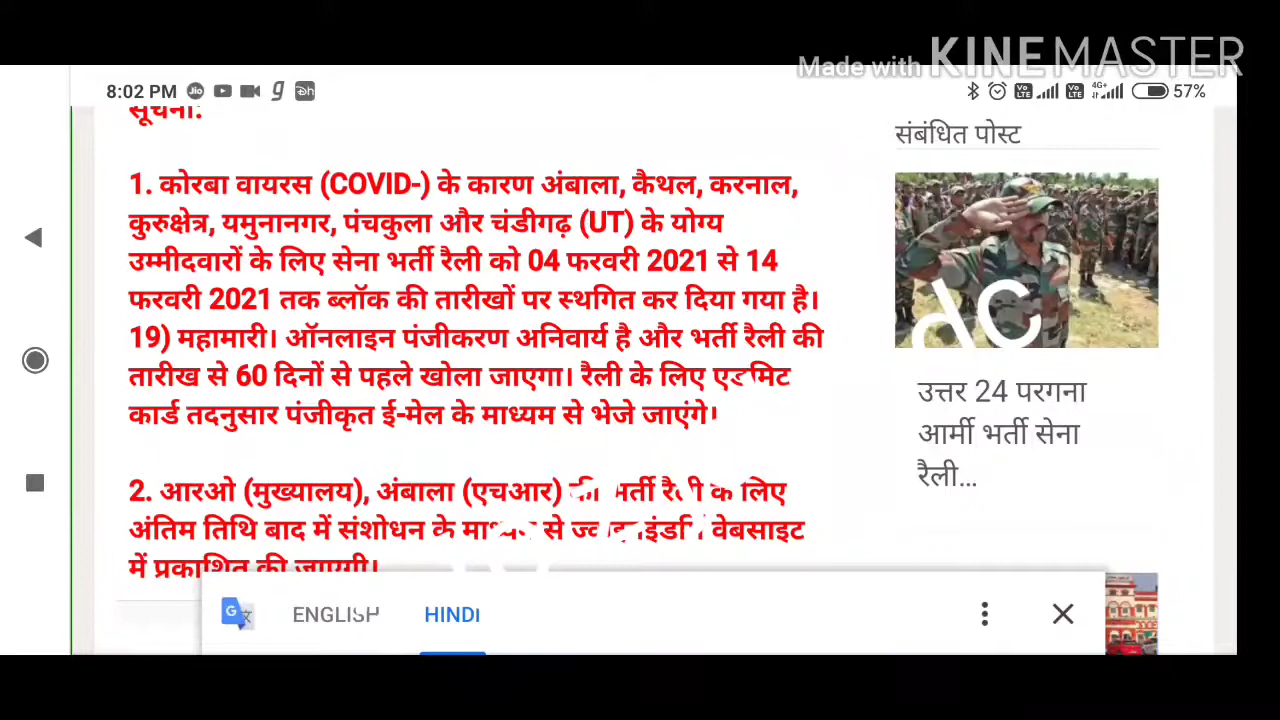 Made with KINEMASTER
8:02 PM
57%
सूचना:
1. कोरबा वायरस (COVID-) के कारण अंबाला, कैथल, करनाल,
कुरुक्षेत्र, यमुनानगर, पंचकुला और चंडीगढ़ (UT) के योग्य
उम्मीदवारों के लिए सेना भर्ती रैली को 04 फरवरी 2021 से 14
फरवरी 2021 तक ब्लॉक की तारीखों पर स्थगित कर दिया गया है।
19) महामारी। ऑनलाइन पंजीकरण अनिवार्य है और भर्ती रैली की
तारीख से 60 दिनों से पहले खोला जाएगा। रैली के लिए एडमिट
कार्ड तदनुसार पंजीकृत ई-मेल के माध्यम से भेजे जाएंगे।
2. आरओ (मुख्यालय), अंबाला (एचआर) की भर्ती रैली के लिए
अंतिम तिथि बाद में संशोधन के माध्यम से वेबसाइट
में प्रकाशित की जाएगी।
संबंधित पोस्ट
उत्तर 24 परगना
आर्मी भर्ती सेना
रैली...
ENGLISH HINDI